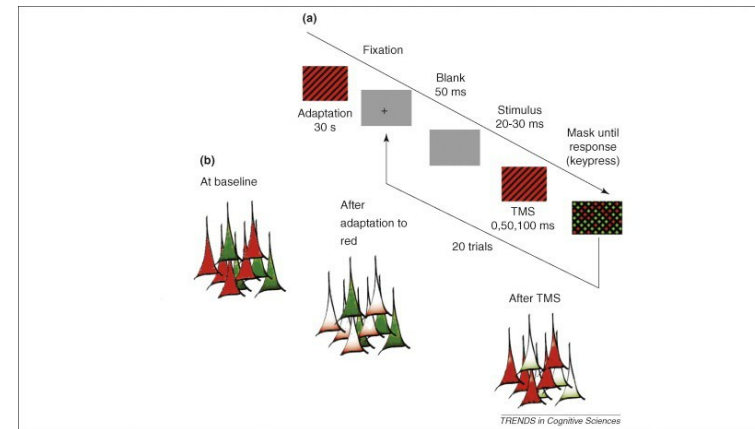 (a)
Fixation
Blank
50 ms
Stimulus
20-30 ms
Mask until
response
(keypress)
Adaptation
30 s
+
TMS
0,50,100 ms
20 trials
(b)
At baseline
After
adaptation to
red
After TMS
TRENDS in Cognitive Sciences